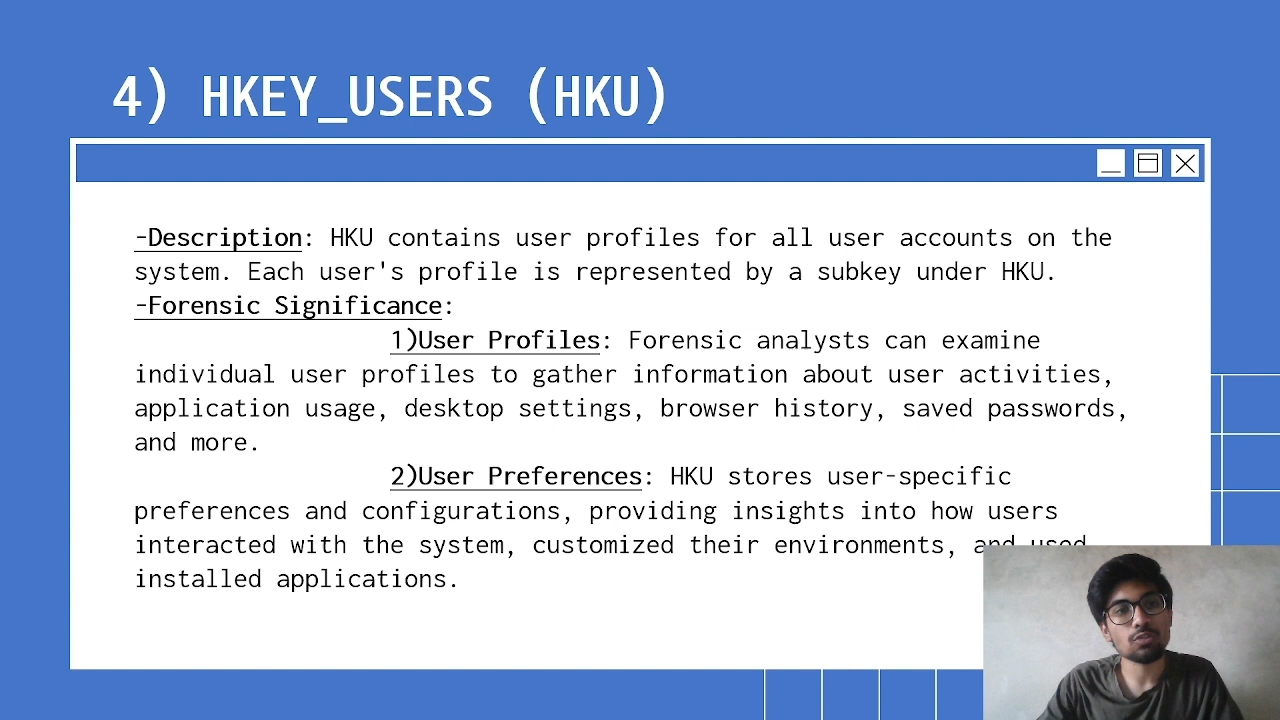 4) HKEY_USERS (HKU)
-Description: HKU contains user profiles for all user accounts on the
system. Each user's profile is represented by a subkey under HKU.
-Forensic Significance:
1)User Profiles: Forensic analysts can examine
individual user profiles to gather information about user activities,
application usage, desktop settings, browser history, saved passwords,
and more.
2)User Preferences: HKU stores user-specific
preferences and configurations, providing insights into how users
interacted with the system, customized their environments, and used
installed applications.